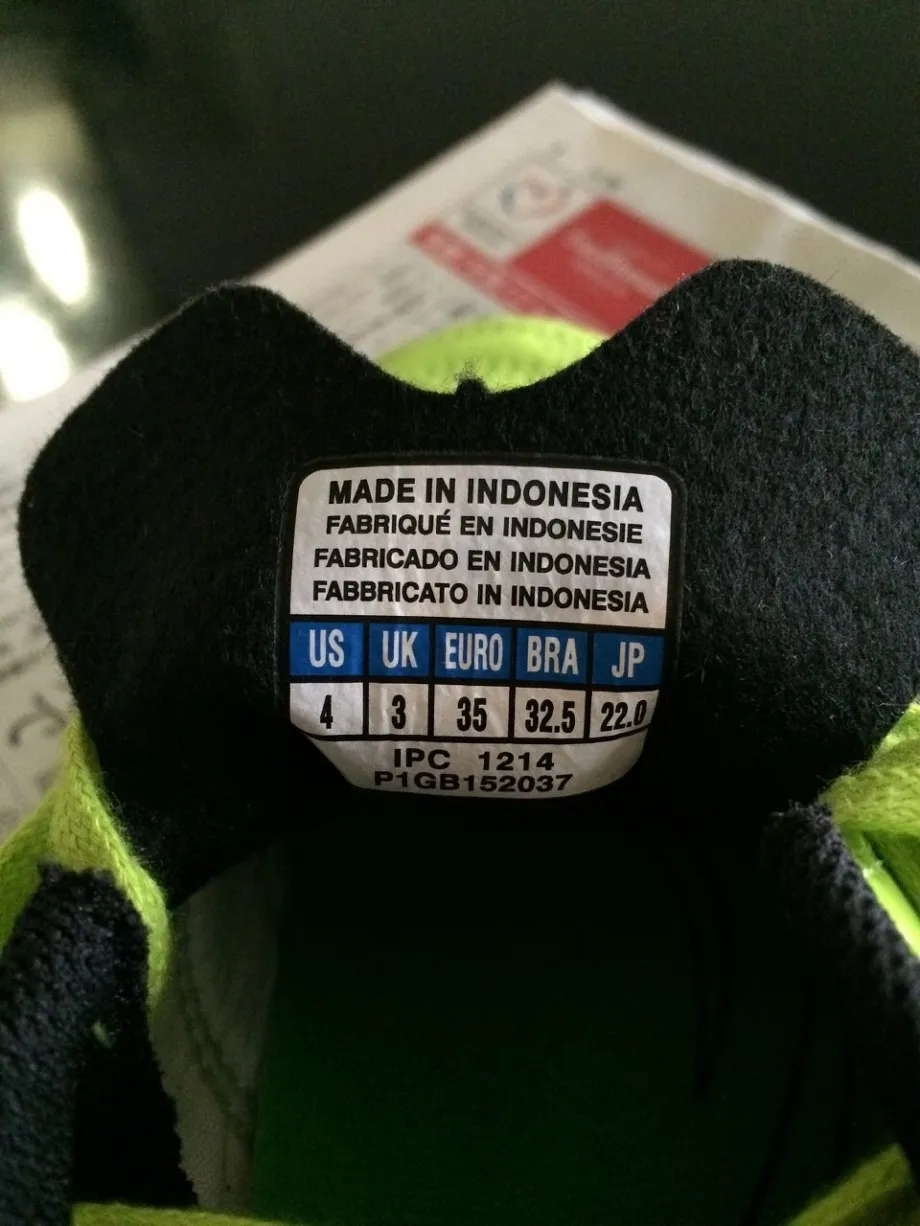 MADE IN INDONESIA
FABRIQUÉ EN INDONESIE
FABRICADO EN INDONESIA
FABBRICATO IN INDONESIA
US UK EURO BRA JP
4 3 35 32.5 22.0
IPC 1214
P1GB152037